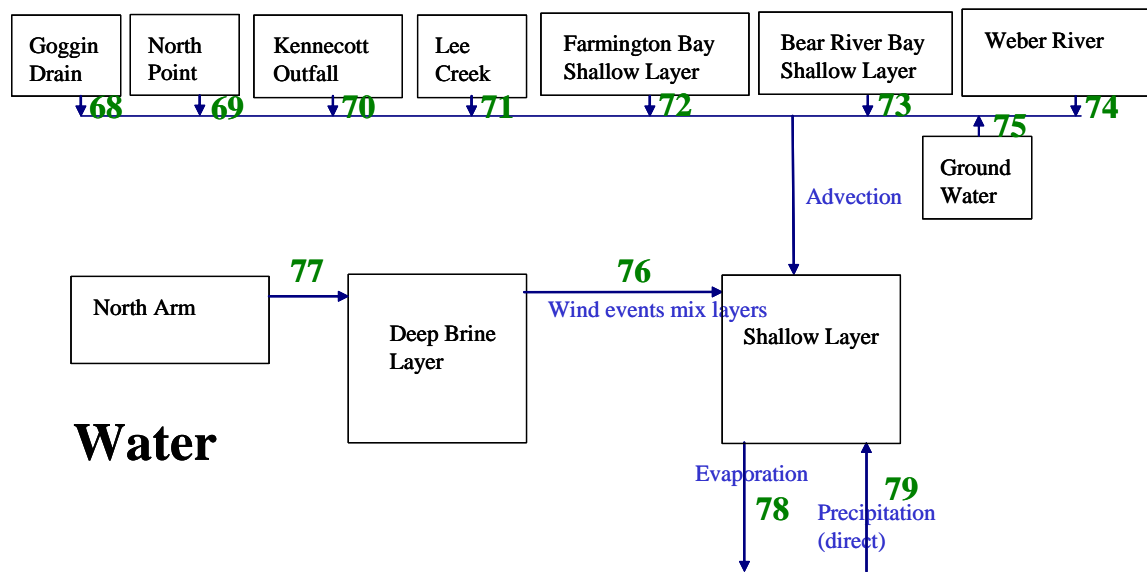 Goggin
Drain
North
Point
Kennecott
Outfall
Lee
Creek
Farmington Bay
Shallow Layer
Bear River Bay
Shallow Layer
Weber River
68
69
70
71
72
73
74
75
Ground
Water
Advection
77
76
North Arm
Deep Brine
Layer
Wind events mix layers
Shallow Layer
Water
Evaporation
78
79
Precipitation
(direct)